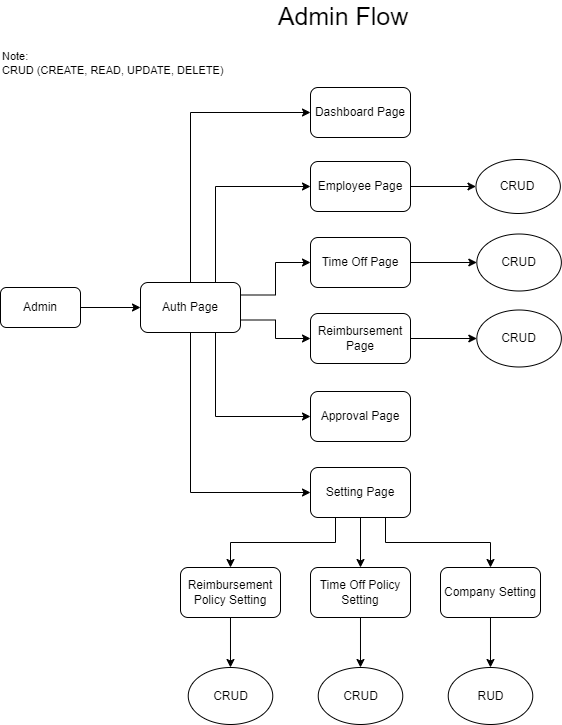 Admin Flow
Note:
CRUD (CREATE, READ, UPDATE, DELETE)
Dashboard Page
Employee Page
CRUD
Time Off Page
CRUD
Admin
Auth Page
Reimbursement
Page
CRUD
Approval Page
Setting Page
Reimbursement
Policy Setting
Time Off Policy
Setting
Company Setting
CRUD
CRUD
RUD